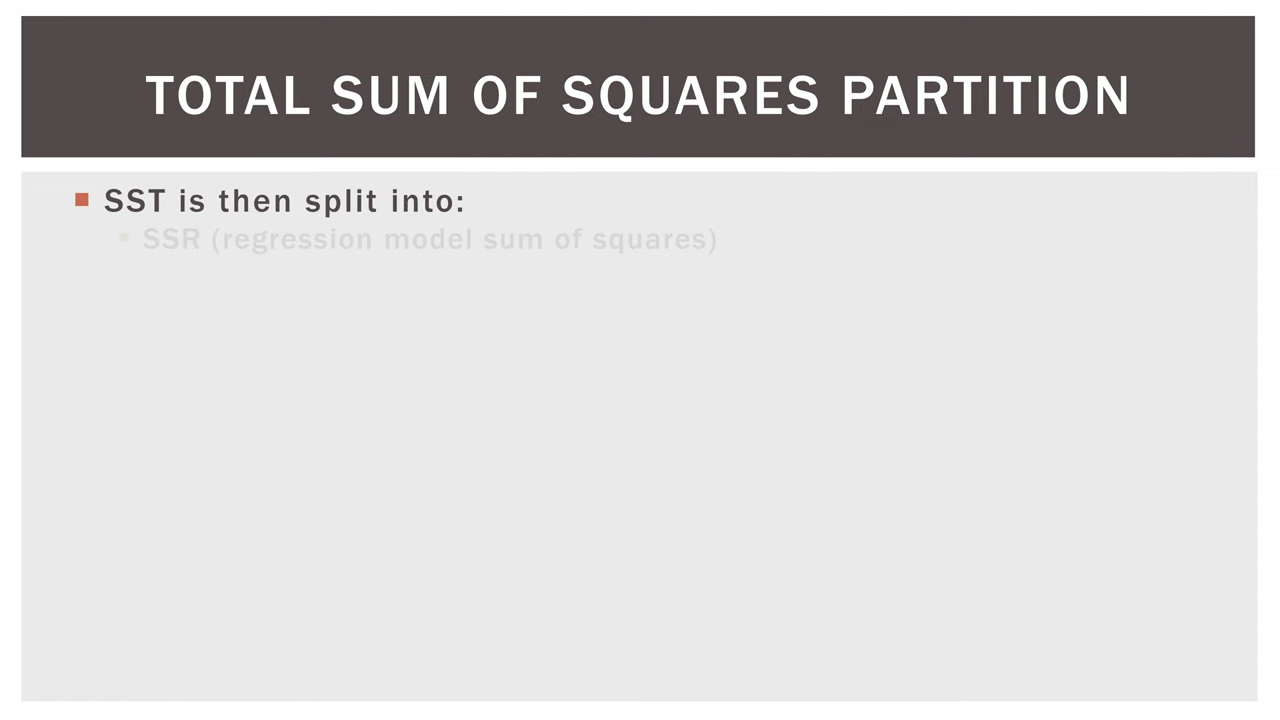 TOTAL SUM OF SQUARES PARTITION
SST is then split into:
SSR (regression model sum of squares)